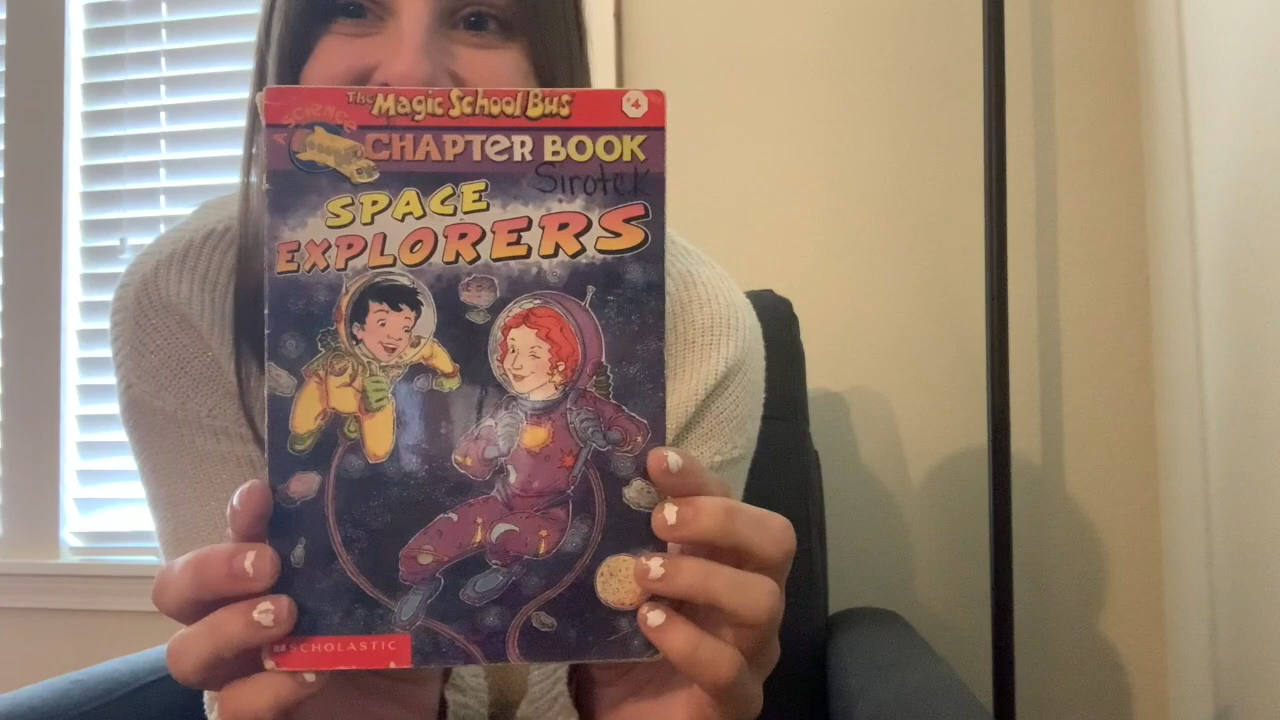 The Magic School Bus
#4
A SCIENCE
CHAPTER BOOK
Sirotek
SPACE
EXPLORERS
SCHOLASTIC